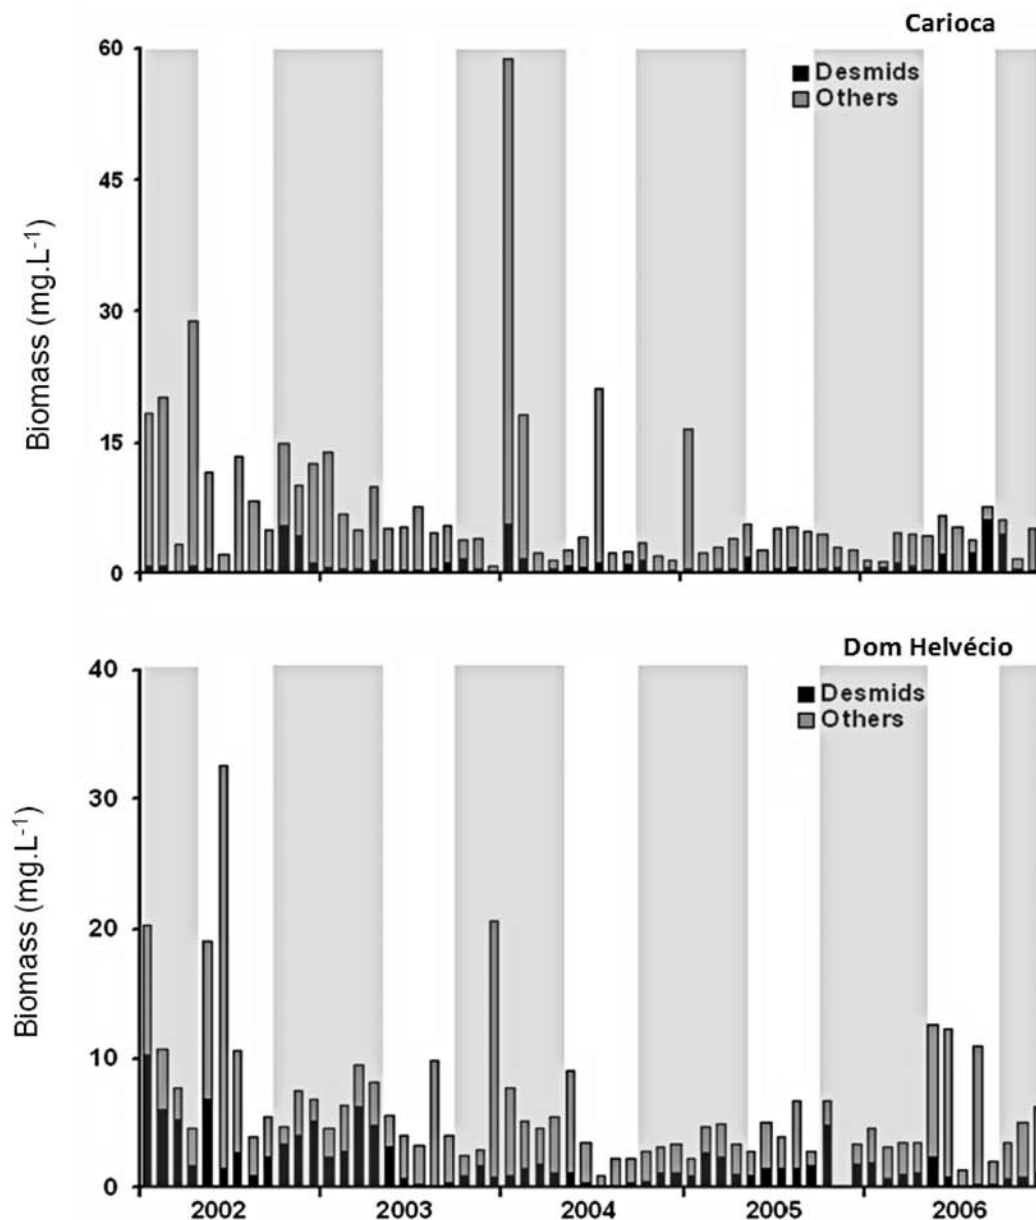 Carioca
60
Desmids
Others
45
30
15
0
Biomass (mg.L-1)
Dom Helvécio
40
Desmids
Others
30
20
10
0
Biomass (mg.L-1)
2002 2003 2004 2005 2006